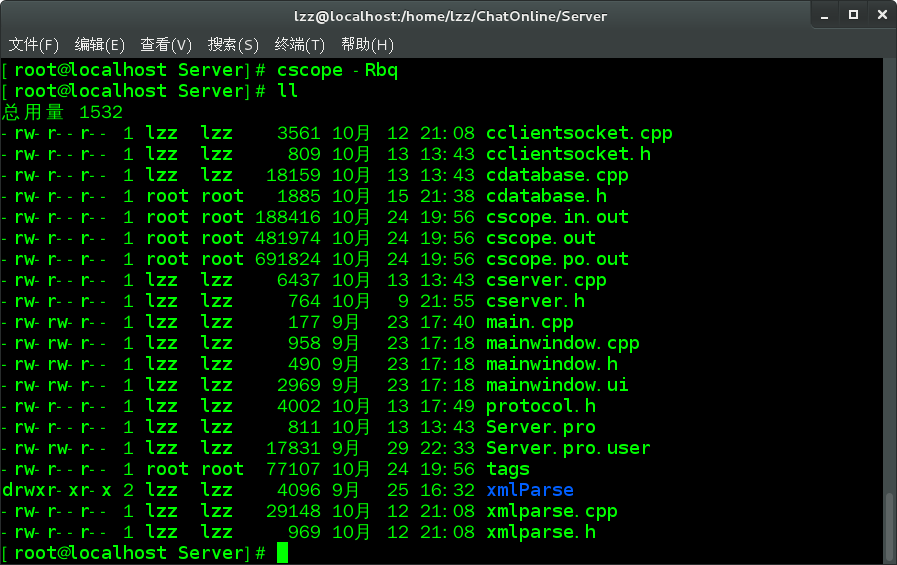 lzz@localhost:/home/lzz/ChatOnline/Server
文件(F) 编辑(E) 查看(V) 搜索(S) 终端(T) 帮助(H)
[root@localhost Server]# cscope -Rbq
[root@localhost Server]# ll
总用量 1532
-rw-r--r-- 1 lzz  lzz    3561 10月  12 21:08 cclientsocket.cpp
-rw-r--r-- 1 lzz  lzz     809 10月  13 13:43 cclientsocket.h
-rw-r--r-- 1 lzz  lzz   18159 10月  13 13:43 cdatabase.cpp
-rw-r--r-- 1 root root   1885 10月  15 21:38 cdatabase.h
-rw-r--r-- 1 root root 188416 10月  24 19:56 cscope.in.out
-rw-r--r-- 1 root root 481974 10月  24 19:56 cscope.out
-rw-r--r-- 1 root root 691824 10月  24 19:56 cscope.po.out
-rw-r--r-- 1 lzz  lzz    6437 10月  13 13:43 cserver.cpp
-rw-r--r-- 1 lzz  lzz     764 10月   9 21:55 cserver.h
-rw-rw-r-- 1 lzz  lzz     177 9月   23 17:40 main.cpp
-rw-rw-r-- 1 lzz  lzz     958 9月   23 17:18 mainwindow.cpp
-rw-rw-r-- 1 lzz  lzz     490 9月   23 17:18 mainwindow.h
-rw-rw-r-- 1 lzz  lzz    2969 9月   23 17:18 mainwindow.ui
-rw-r--r-- 1 lzz  lzz    4002 10月  13 17:49 protocol.h
-rw-r--r-- 1 lzz  lzz     811 10月  13 13:43 Server.pro
-rw-rw-r-- 1 lzz  lzz   17831 9月   29 22:33 Server.pro.user
-rw-r--r-- 1 root root  77107 10月  24 19:56 tags
drwxr-xr-x 2 lzz  lzz    4096 9月   25 16:32 xmlParse
-rw-r--r-- 1 lzz  lzz   29148 10月  12 21:08 xmlparse.cpp
-rw-r--r-- 1 lzz  lzz     969 10月  12 21:08 xmlparse.h
[root@localhost Server]#